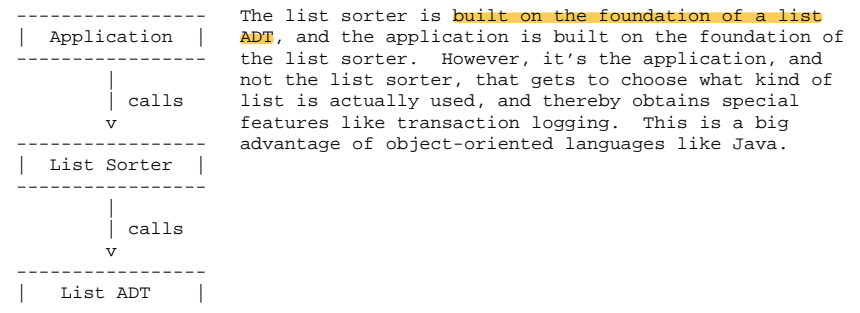 -----------------
|  Application  |
-----------------
|
| calls
v
-----------------
|  List Sorter  |
-----------------
|
| calls
v
-----------------
|   List ADT    |
The list sorter is built on the foundation of a list
ADT, and the application is built on the foundation of
the list sorter.  However, it's the application, and
not the list sorter, that gets to choose what kind of
list is actually used, and thereby obtains special
features like transaction logging.  This is a big
advantage of object-oriented languages like Java.